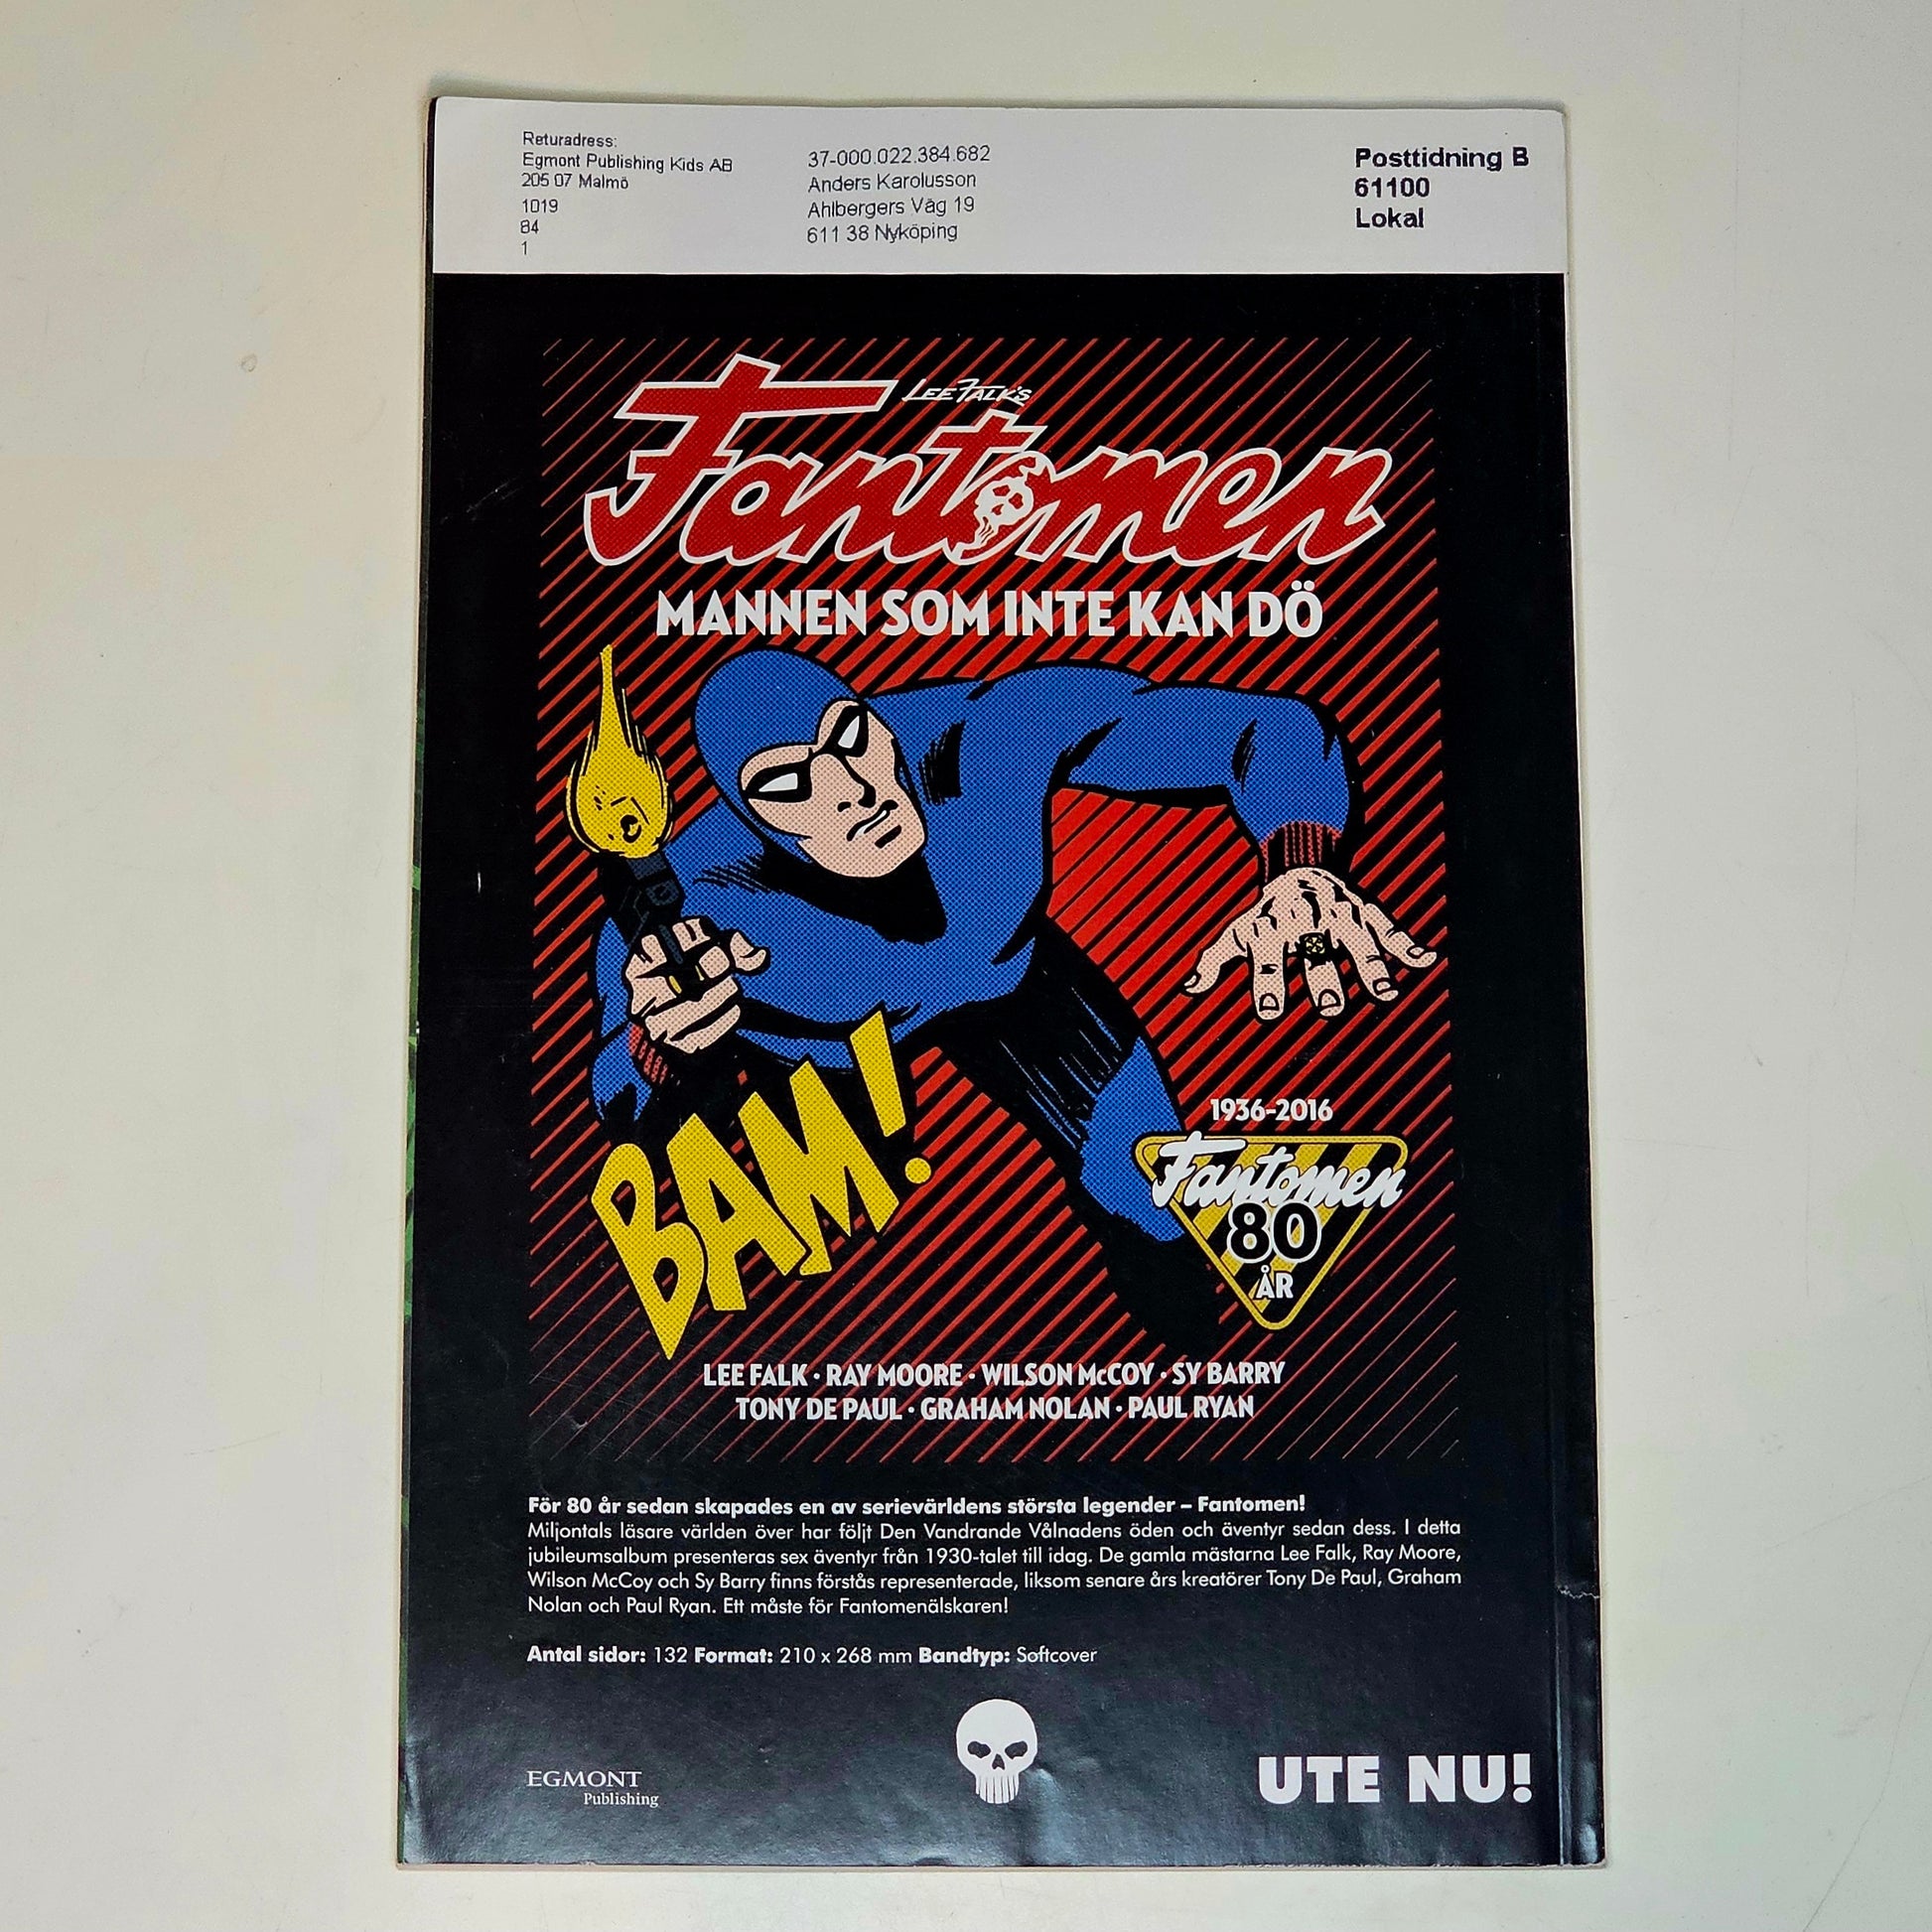 Returadress:
Egmont Publishing Kids AB
205 07 Malmö
1019
84
1
37-000.022.384.682
Anders Karolusson
Ahlbergers Väg 19
611 38 Nyköping
Posttidning B
61100
Lokal
LEE FALK'S
Fantomen
MANNEN SOM INTE KAN DÖ
BAM!
1936-2016
Fantomen
80
ÅR
LEE FALK · RAY MOORE · WILSON McCOY · SY BARRY
TONY DE PAUL · GRAHAM NOLAN · PAUL RYAN
För 80 år sedan skapades en av serievärldens största legender – Fantomen!
Miljontals läsare världen över har följt Den Vandrande Vålnadens öden och äventyr sedan dess. I detta
jubileumsalbum presenteras sex äventyr från 1930-talet till idag. De gamla mästarna Lee Falk, Ray Moore,
Wilson McCoy och Sy Barry finns förstås representerade, liksom senare års kreatörer Tony De Paul, Graham
Nolan och Paul Ryan. Ett måste för Fantomenälskaren!
Antal sidor: 132 Format: 210 x 268 mm Bandtyp: Softcover
EGMONT
Publishing
UTE NU!